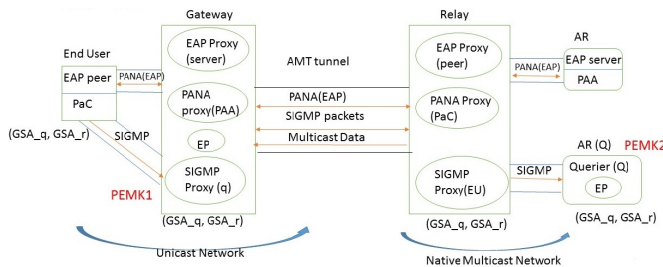 Gateway
Relay
End User
AR
EAP Proxy
(server)
AMT tunnel
EAP Proxy
(peer)
EAP server
EAP peer
PANA(EAP)
PANA(EAP)
PAA
PaC
PANA
proxy(PAA)
PANA(EAP)
PANA Proxy
(PaC)
SIGMP packets
(GSA_q, GSA_r)
SIGMP
EP
Multicast Data
AR (Q)
PEMK2
SIGMP
Proxy (q)
SIGMP
Proxy(EU)
SIGMP
Querier (Q)
EP
PEMK1
(GSA_q, GSA_r)
(GSA_q, GSA_r)
(GSA_q, GSA_r)
Unicast Network
Native Multicast Network